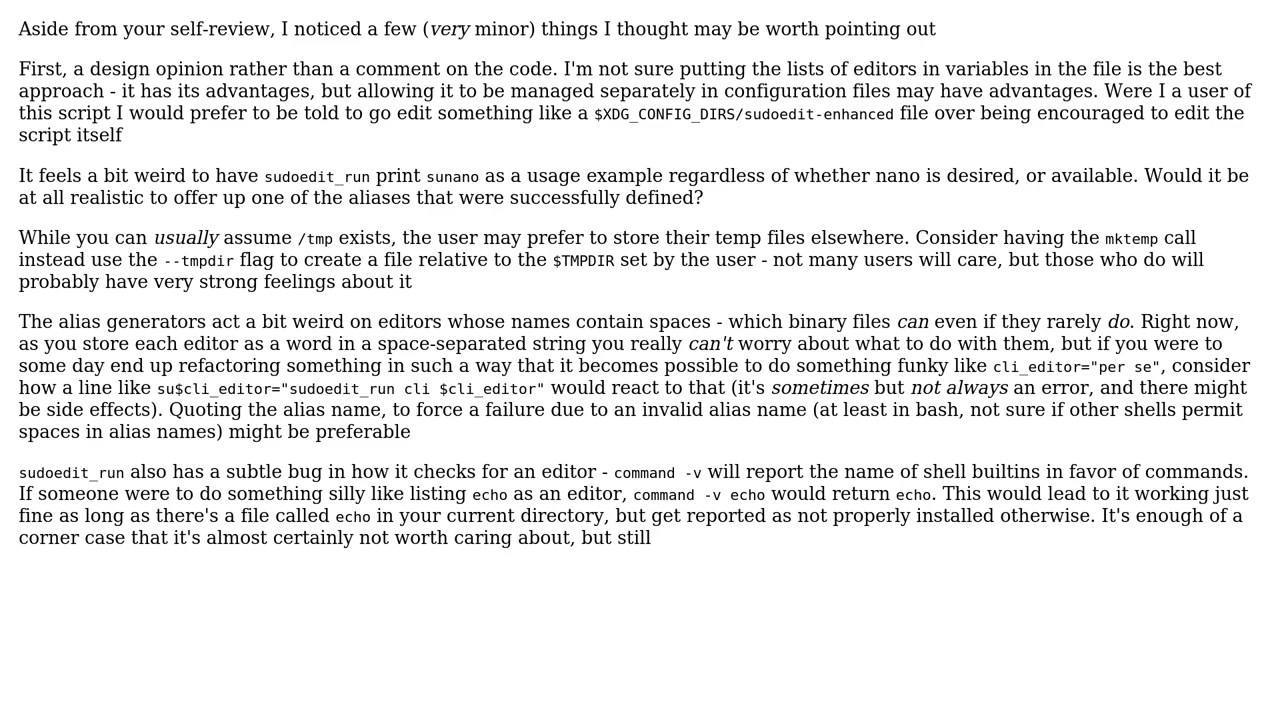 Aside from your self-review, I noticed a few (very minor) things I thought may be worth pointing out
First, a design opinion rather than a comment on the code. I'm not sure putting the lists of editors in variables in the file is the best
approach - it has its advantages, but allowing it to be managed separately in configuration files may have advantages. Were I a user of
this script I would prefer to be told to go edit something like a $XDG_CONFIG_DIRS/sudoedit-enhanced file over being encouraged to edit the
script itself
It feels a bit weird to have sudoedit_run print sunano as a usage example regardless of whether nano is desired, or available. Would it be
at all realistic to offer up one of the aliases that were successfully defined?
While you can usually assume /tmp exists, the user may prefer to store their temp files elsewhere. Consider having the mktemp call
instead use the --tmpdir flag to create a file relative to the $TMPDIR set by the user - not many users will care, but those who do will
probably have very strong feelings about it
The alias generators act a bit weird on editors whose names contain spaces - which binary files can even if they rarely do. Right now,
as you store each editor as a word in a space-separated string you really can't worry about what to do with them, but if you were to
some day end up refactoring something in such a way that it becomes possible to do something funky like cli_editor="per se", consider
how a line like su$cli_editor="sudoedit_run cli $cli_editor" would react to that (it's sometimes but not always an error, and there might
be side effects). Quoting the alias name, to force a failure due to an invalid alias name (at least in bash, not sure if other shells permit
spaces in alias names) might be preferable
sudoedit_run also has a subtle bug in how it checks for an editor - command -v will report the name of shell builtins in favor of commands.
If someone were to do something silly like listing echo as an editor, command -v echo would return echo. This would lead to it working just
fine as long as there's a file called echo in your current directory, but get reported as not properly installed otherwise. It's enough of a
corner case that it's almost certainly not worth caring about, but still